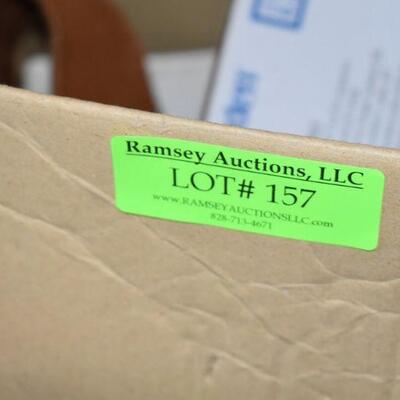 Ramsey Auctions, LLC
LOT# 157
www.RAMSEYAUCTIONSLLC.com
828-713-4671